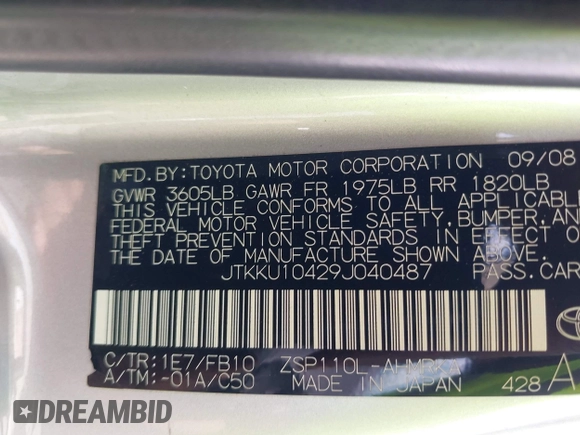 MFD.BY:TOYOTA MOTOR CORPORATION 09/08
GVWR 3605LB GAWR FR 1975LB RR 1820LB
THIS VEHICLE CONFORMS TO ALL APPLICABLE
FEDERAL MOTOR VEHICLE SAFETY, BUMPER, AND
THEFT PREVENTION STANDARDS IN EFFECT O
THE DATE OF MANUFACTURE SHOWN ABOVE.
JTKKU10429J040487 PASS.CAR
C/TR:1E7/FB10 ZSP110L-
A/TM:-01A/C50 MADE IN JAPAN 428 A
DREAMBID